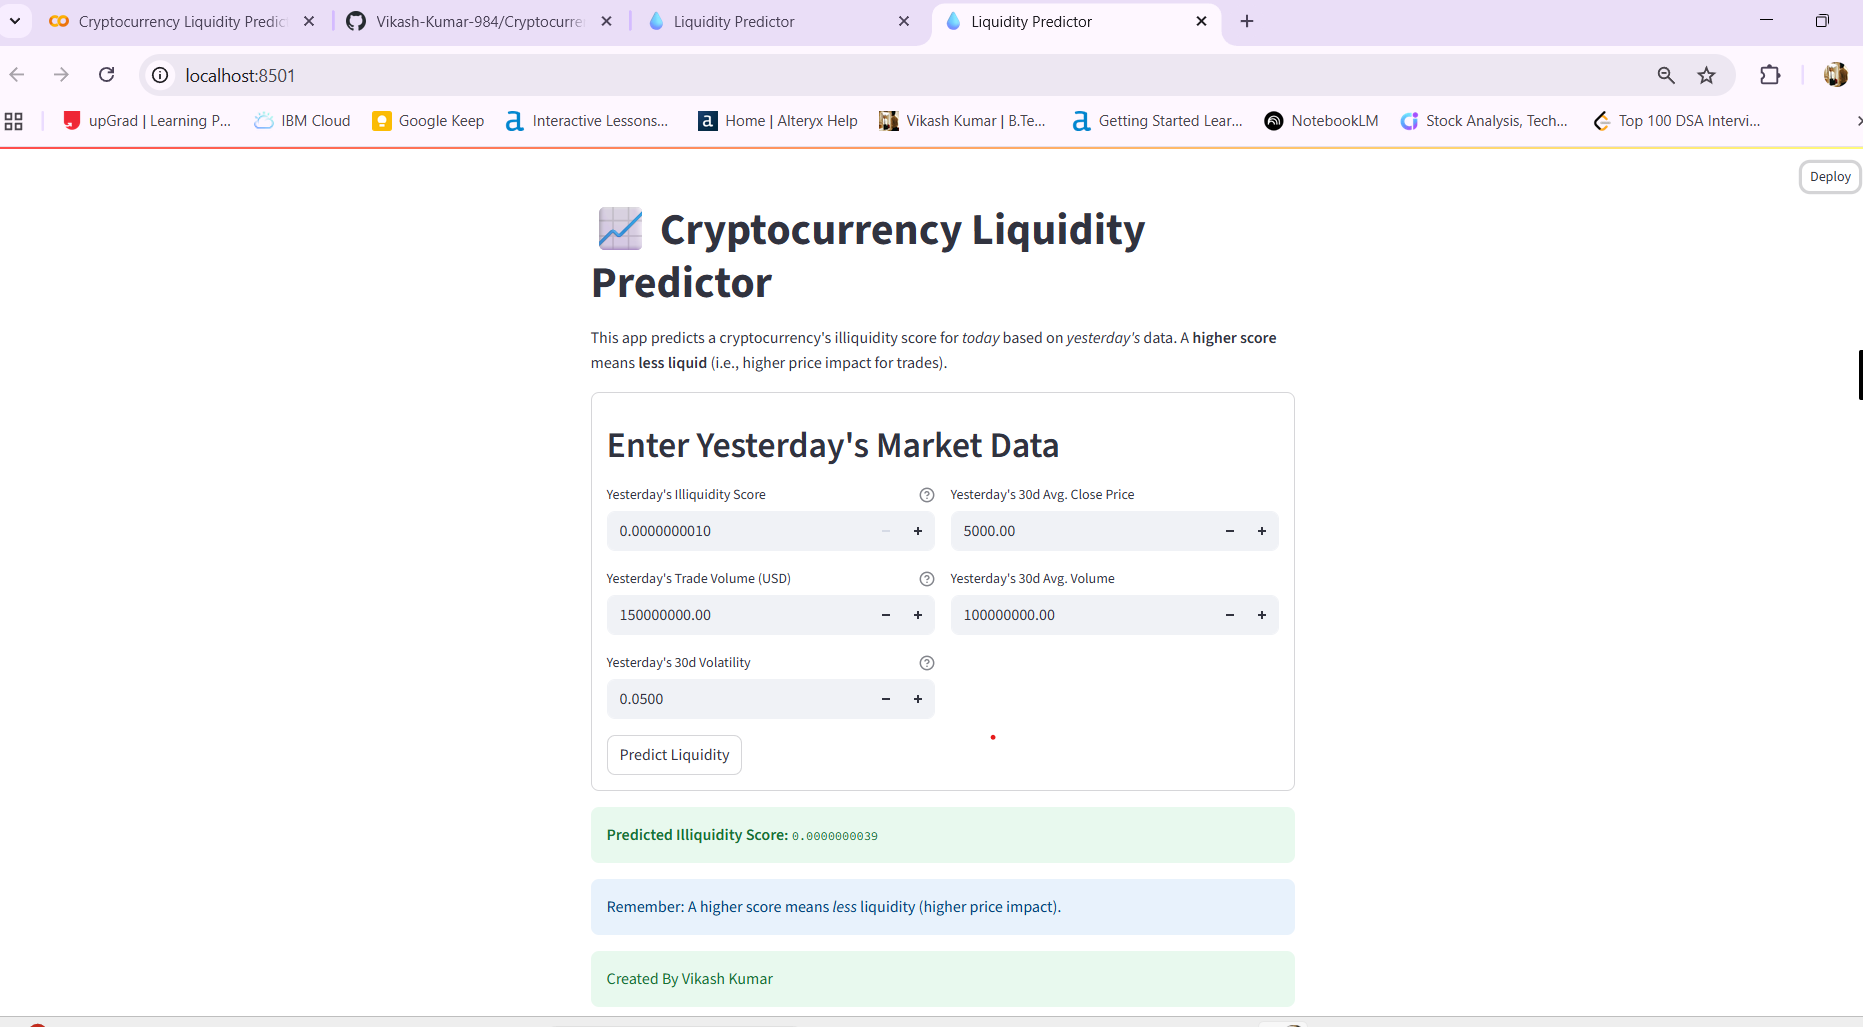 Cryptocurrency Liquidity Predic
Vikash-Kumar-984/Cryptocurre
Liquidity Predictor
Liquidity Predictor
localhost:8501
upGrad | Learning P...
IBM Cloud
Google Keep
Interactive Lessons...
Home | Alteryx Help
Vikash Kumar | B.Te...
Getting Started Lear...
NotebookLM
Stock Analysis, Tech...
Top 100 DSA Intervi...
Deploy
Cryptocurrency Liquidity
Predictor
This app predicts a cryptocurrency's illiquidity score for today based on yesterday's data. A higher score
means less liquid (i.e., higher price impact for trades).
Enter Yesterday's Market Data
Yesterday's Illiquidity Score
0.0000000010
Yesterday's 30d Avg. Close Price
5000.00
Yesterday's Trade Volume (USD)
150000000.00
Yesterday's 30d Avg. Volume
100000000.00
Yesterday's 30d Volatility
0.0500
Predict Liquidity
Predicted Illiquidity Score: 0.0000000039
Remember: A higher score means less liquidity (higher price impact).
Created By Vikash Kumar